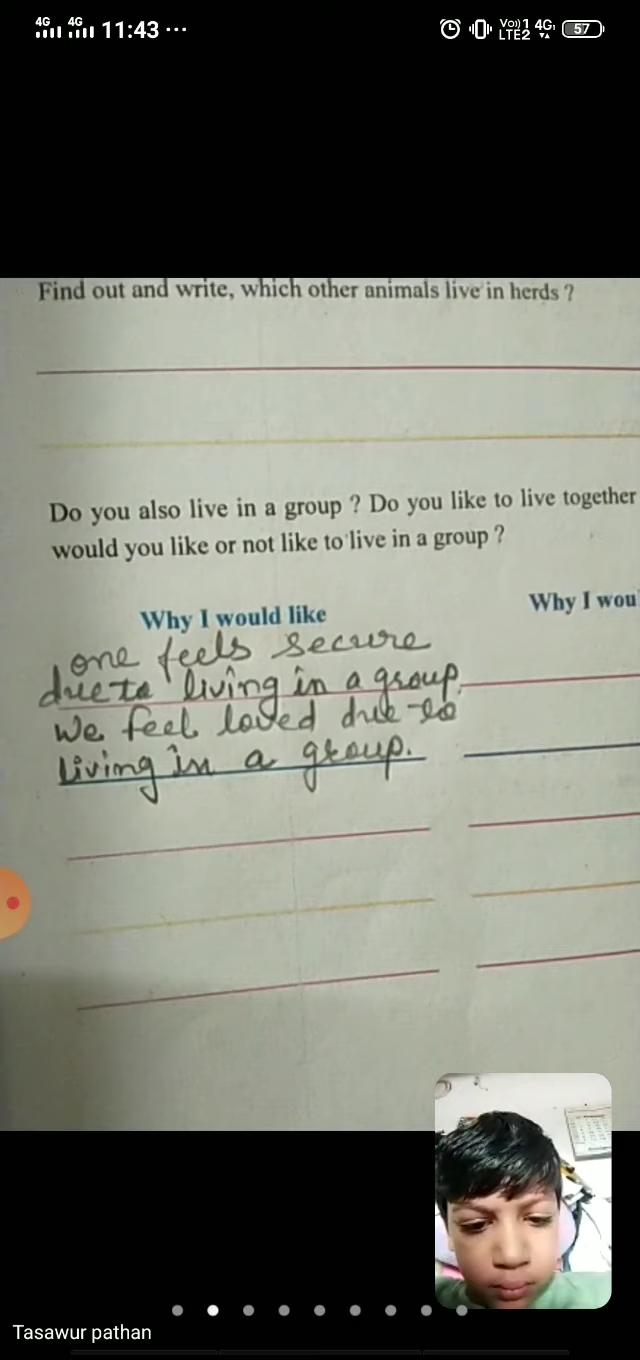 4G 4G 11:43 ... Vo)) 1 LTE2 4G 57
Find out and write, which other animals live in herds ?
Do you also live in a group ? Do you like to live together
would you like or not like to live in a group ?
Why I would like
Why I wou
one feels secure
due to living in a group.
We feel loved due to
living in a group.
Tasawur pathan